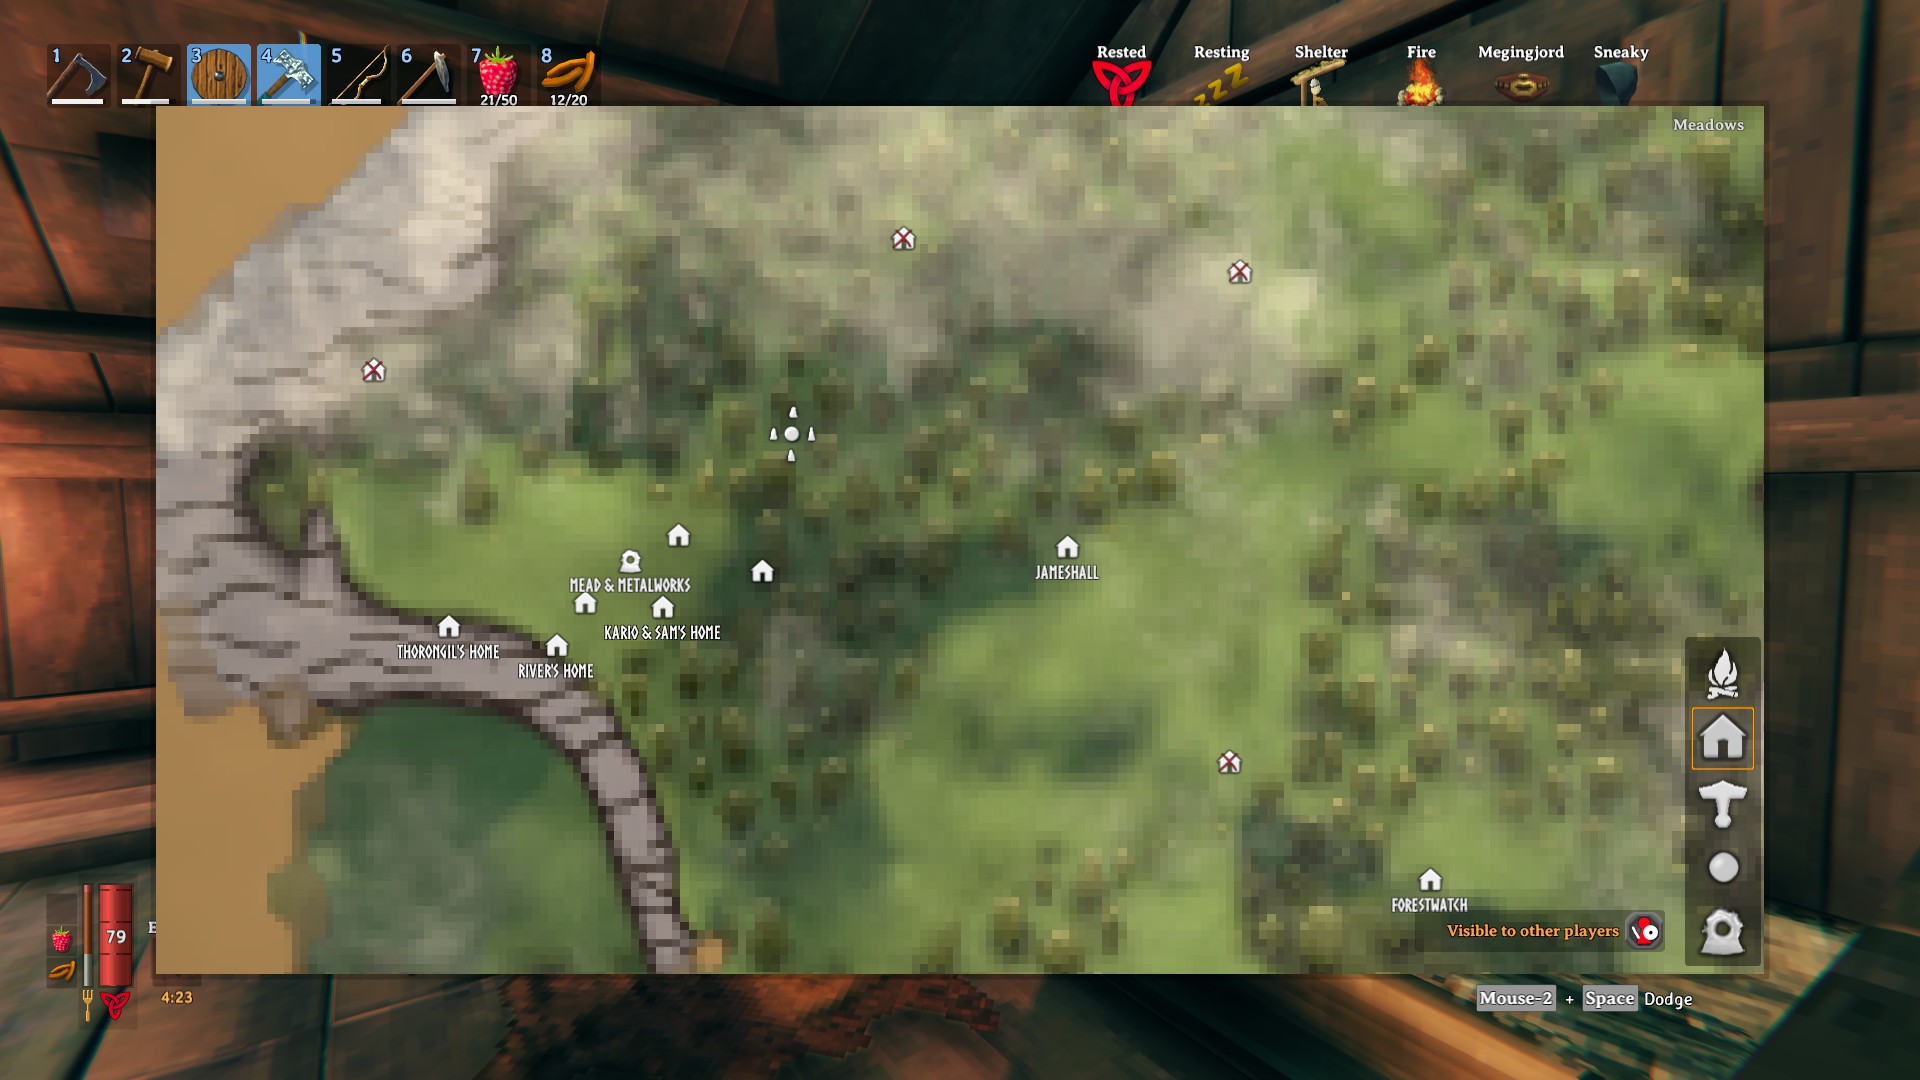 1 2 3 4 5 6 7 8
21/50 12/20
Rested Resting Shelter Fire Megingjord Sneaky
Meadows
MEAD & METALWORKS
JAMESHALL
KARIO & SAM'S HOME
THORONGIL'S HOME
RIVER'S HOME
FORESTWATCH
Visible to other players
79
E
4:23
Mouse-2 + Space Dodge